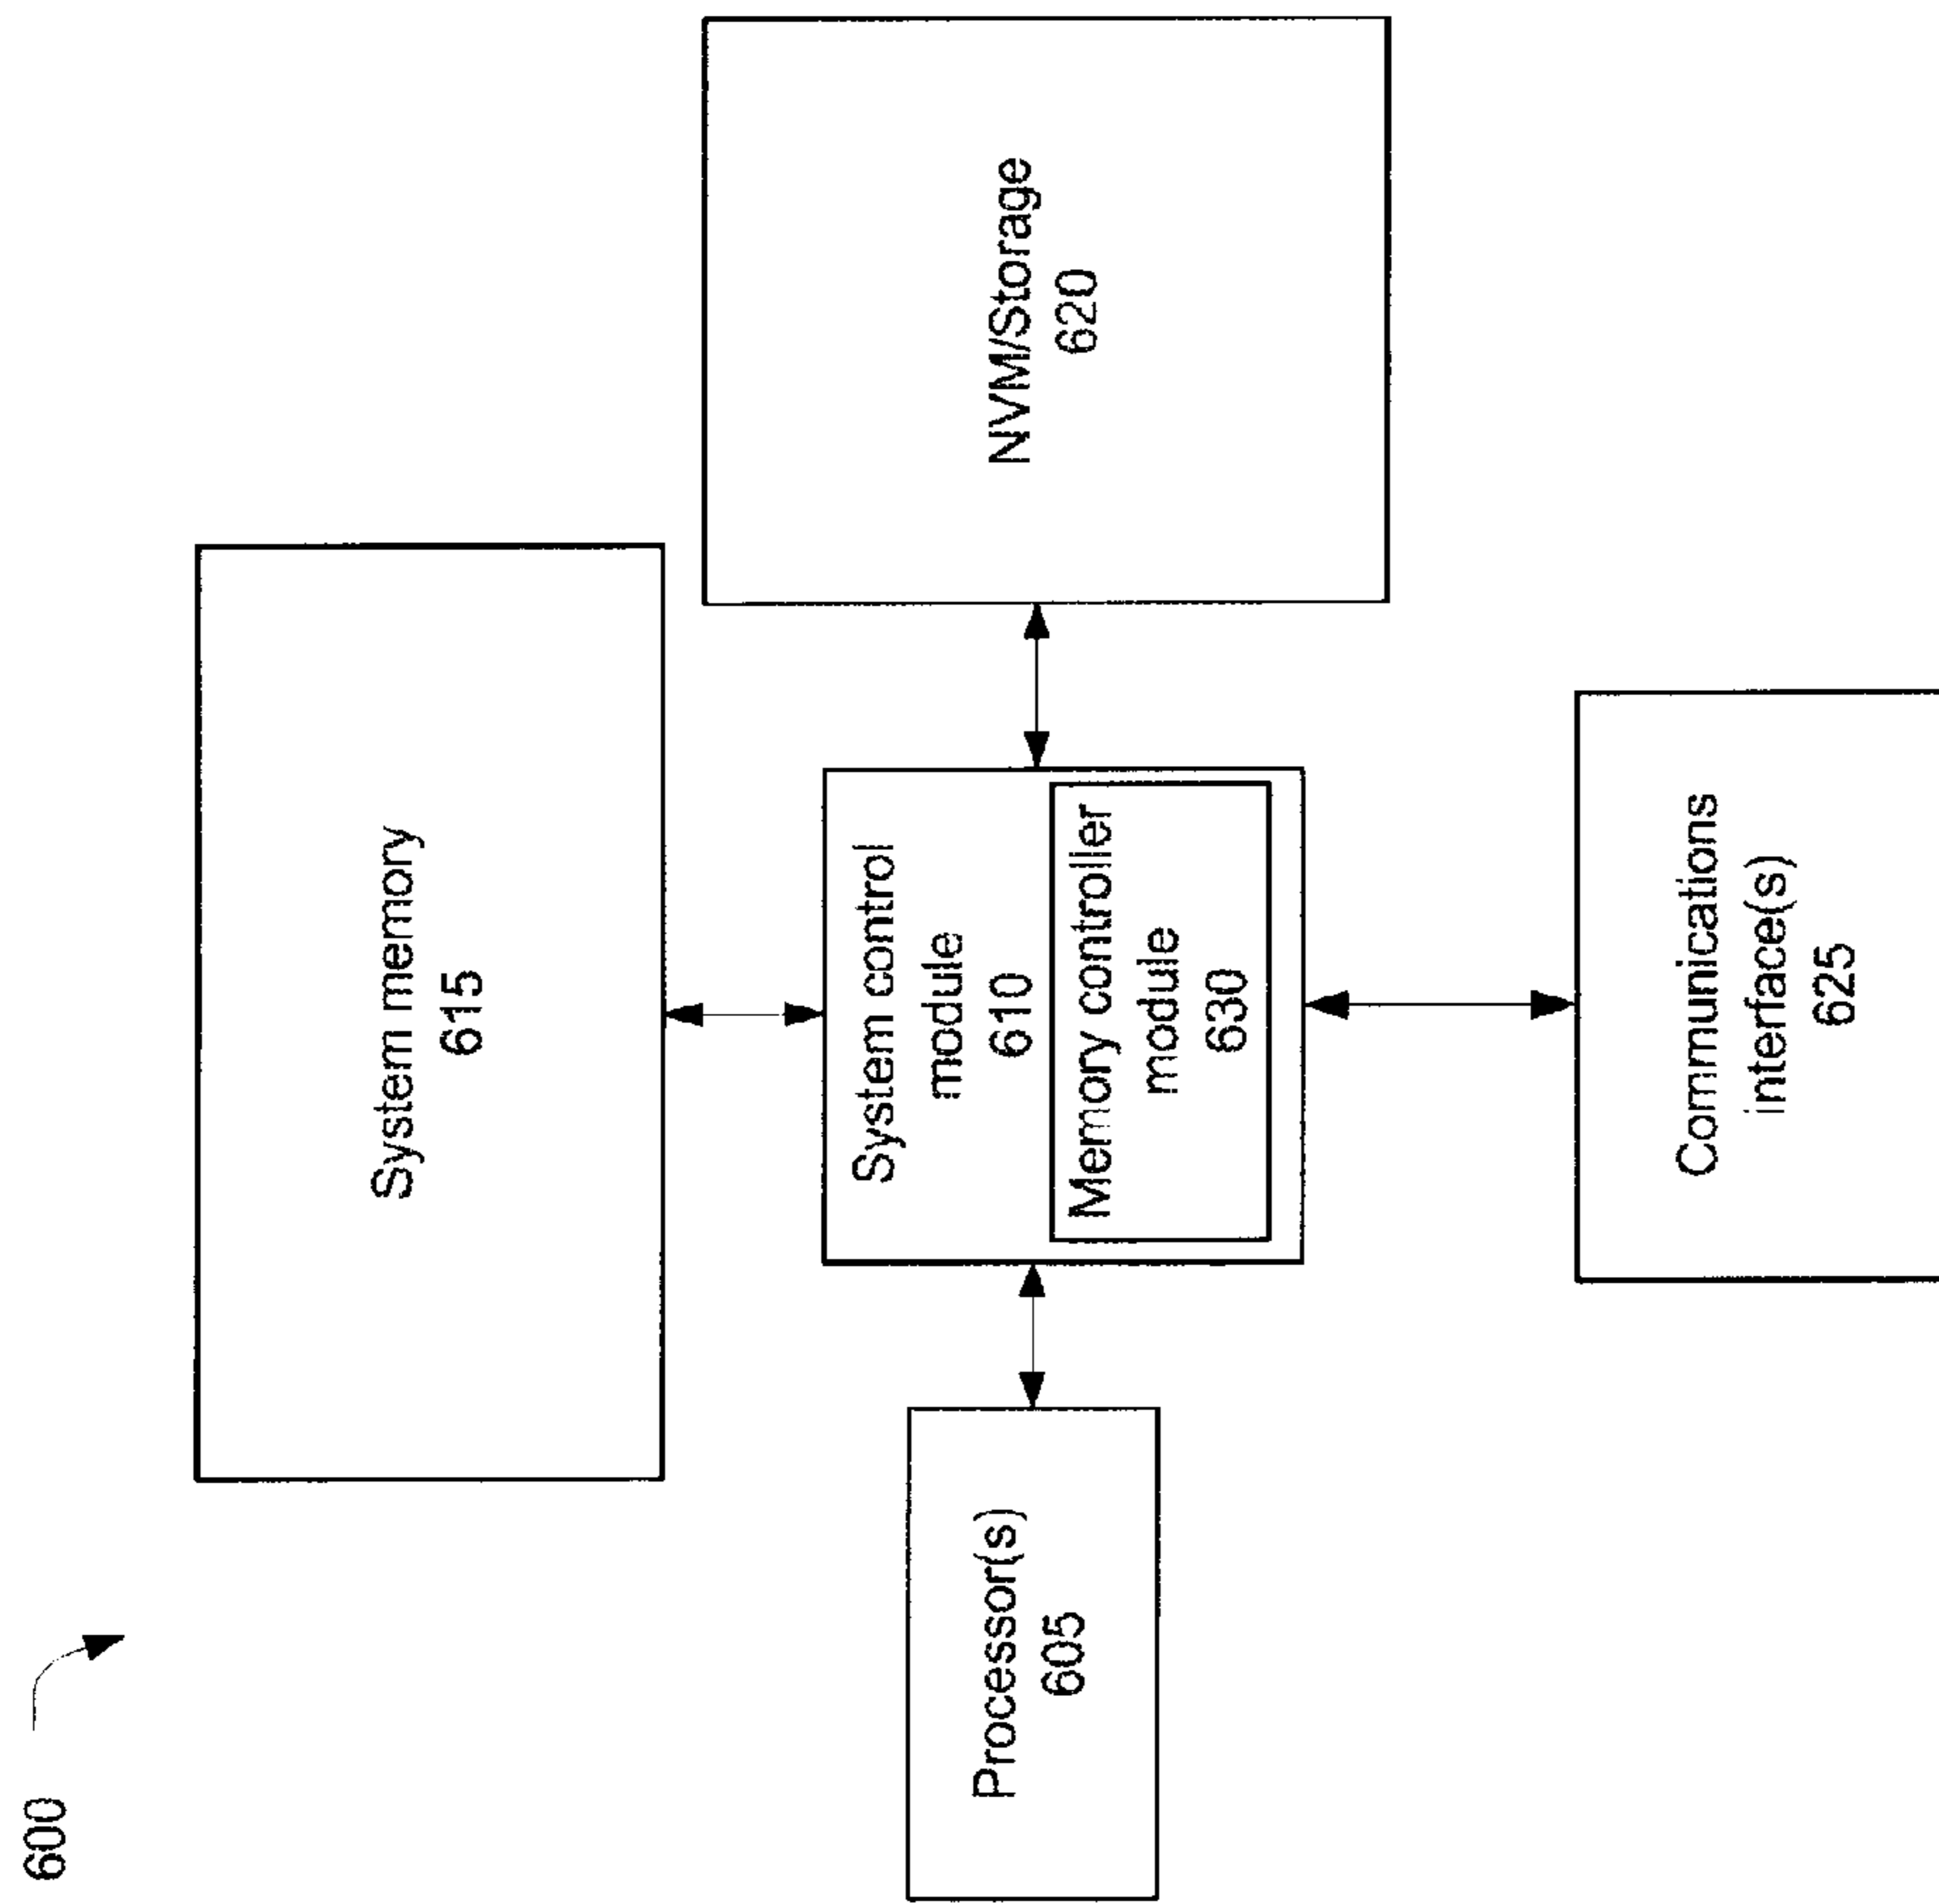 600
System memory
615
System control
module
610
Memory controller
module
630
NVM/Storage
620
Processor(s)
605
Communications
interface(s)
625